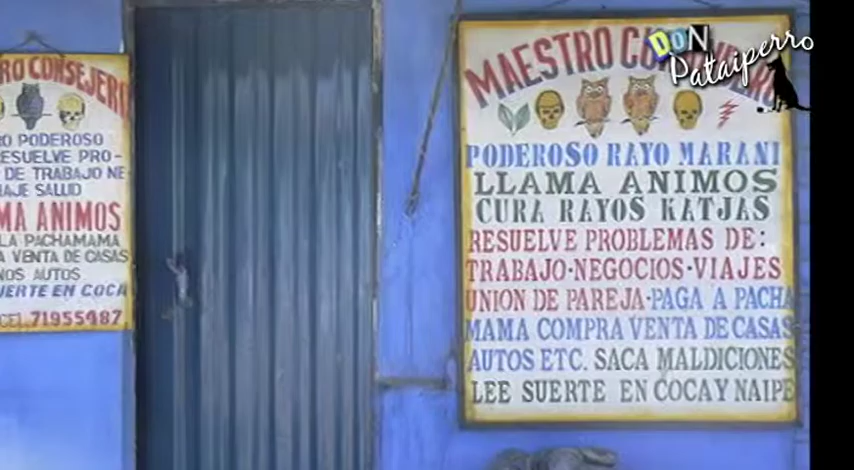 DON
Pataiperro
RO CONSEJERO
RO PODEROSO
RESUELVE PRO-
DE TRABAJO NE-
AJE SALUD
MA ANIMOS
LA PACHAMAMA
A VENTA DE CASAS
NOS AUTOS
UERTE EN COCA
CEL. 71955487
MAESTRO
PODEROSO RAYO MARANI
LLAMA ANIMOS
CURA RAYOS KATJAS
RESUELVE PROBLEMAS DE:
TRABAJO-NEGOCIOS-VIAJES
UNION DE PAREJA-PAGA A PACHA
MAMA COMPRA VENTA DE CASAS
AUTOS ETC. SACA MALDICIONES
LEE SUERTE EN COCA Y NAIPE